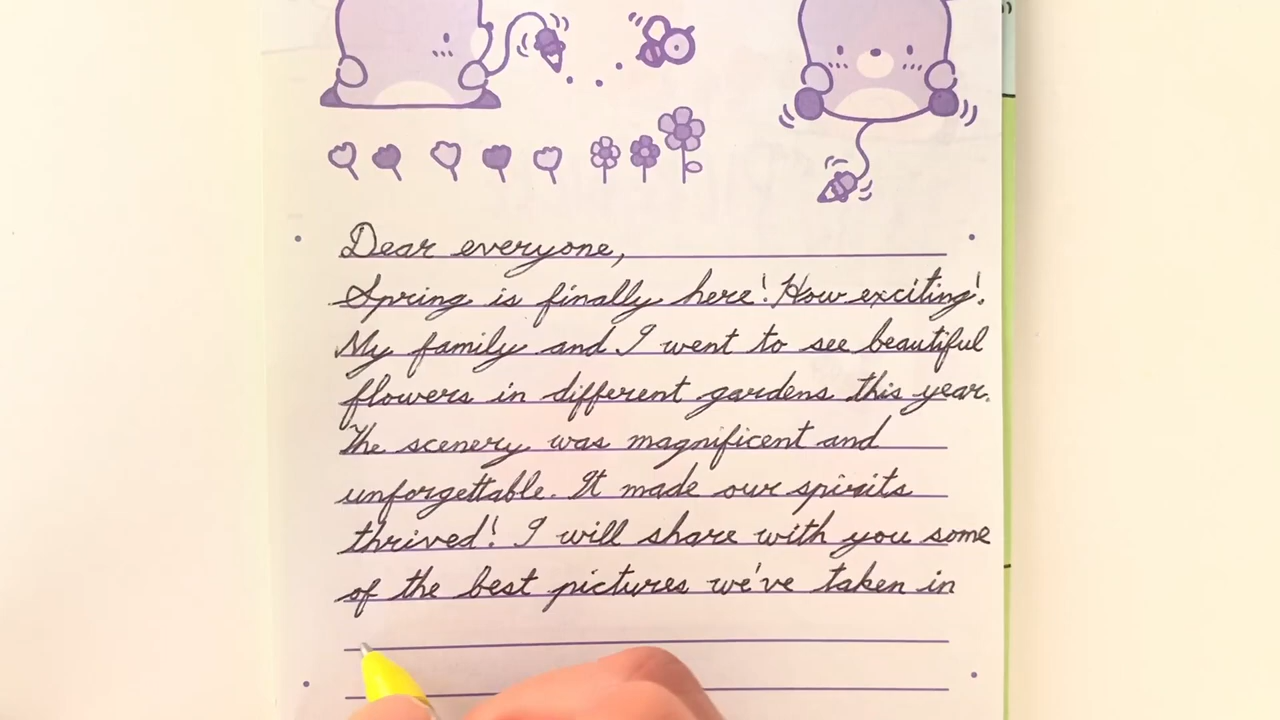 Dear everyone,
Spring is finally here! How exciting!
My family and I went to see beautiful
flowers in different gardens this year.
The scenery was magnificent and
unforgettable. It made our spirits
thrived! I will share with you some
of the best pictures we've taken in